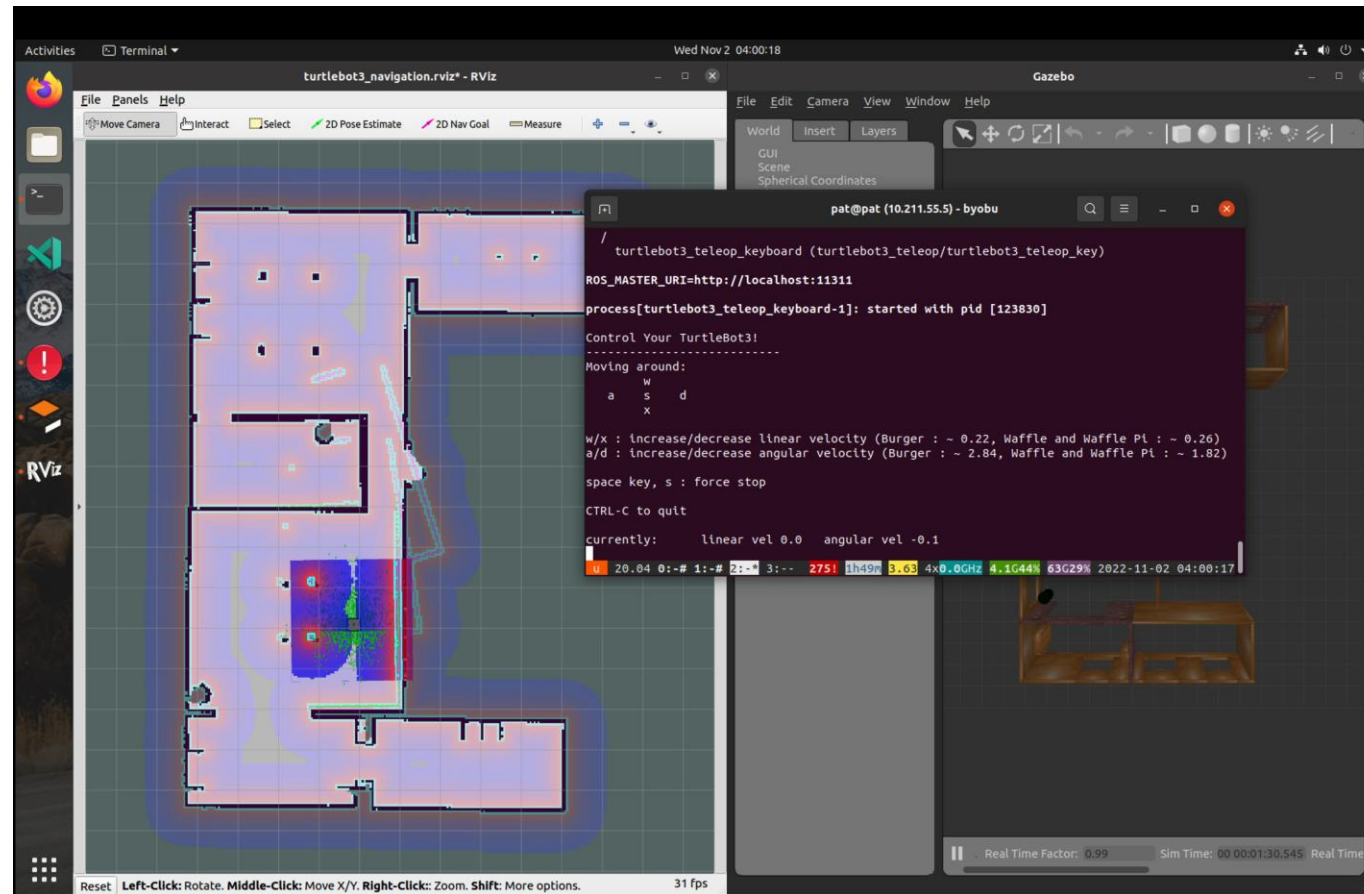 Activities Terminal Wed Nov 2 04:00:18
turtlebot3_navigation.rviz* - RViz
File Panels Help
Move Camera Interact Select 2D Pose Estimate 2D Nav Goal Measure
Reset Left-Click: Rotate. Middle-Click: Move X/Y. Right-Click:: Zoom. Shift: More options. 31 fps
RViz
Gazebo
File Edit Camera View Window Help
World Insert Layers
GUI
Scene
Spherical Coordinates
pat@pat (10.211.55.5) - byobu
/
turtlebot3_teleop_keyboard (turtlebot3_teleop/turtlebot3_teleop_key)
ROS_MASTER_URI=http://localhost:11311
process[turtlebot3_teleop_keyboard-1]: started with pid [123830]
Control Your TurtleBot3!
---------------------------
Moving around:
w
a s d
x
w/x : increase/decrease linear velocity (Burger : ~ 0.22, Waffle and Waffle Pi : ~ 0.26)
a/d : increase/decrease angular velocity (Burger : ~ 2.84, Waffle and Waffle Pi : ~ 1.82)
space key, s : force stop
CTRL-C to quit
currently: linear vel 0.0 angular vel -0.1
u 20.04 0:-# 1:-# 2:-* 3:-- 275! 1h49m 3.63 4x0.0GHz 4.1G44% 63G29% 2022-11-02 04:00:17
Real Time Factor: 0.99 Sim Time: 00 00:01:30.545 Real Time